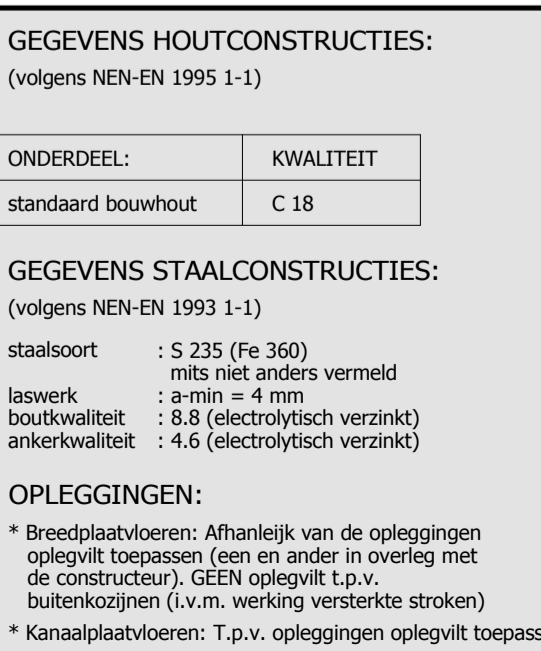 GEGEVENS HOUTCONSTRUCTIES:
(volgens NEN-EN 1995 1-1)
ONDERDEEL: KWALITEIT
standaard bouwhout C 18
GEGEVENS STAALCONSTRUCTIES:
(volgens NEN-EN 1993 1-1)
staalsoort : S 235 (Fe 360)
mits niet anders vermeld
laswerk : a-min = 4 mm
boutkwaliteit : 8.8 (electrolytisch verzinkt)
ankerkwaliteit : 4.6 (electrolytisch verzinkt)
OPLEGGINGEN:
* Breedplaatvloeren: Afhanleijk van de opleggingen
oplegvilt toepassen (een en ander in overleg met
de constructeur). GEEN oplegvilt t.p.v.
buitenkozijnen (i.v.m. werking versterkte stroken)
* Kanaalplaatvloeren: T.p.v. opleggingen oplegvilt toepass